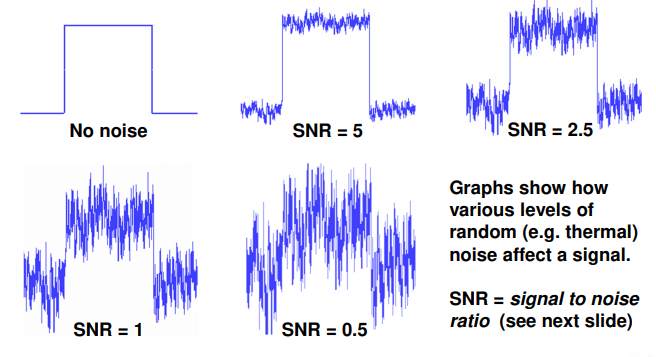 No noise
SNR = 5
SNR = 2.5
SNR = 1
SNR = 0.5
Graphs show how
various levels of
random (e.g. thermal)
noise affect a signal.
SNR = signal to noise
ratio (see next slide)